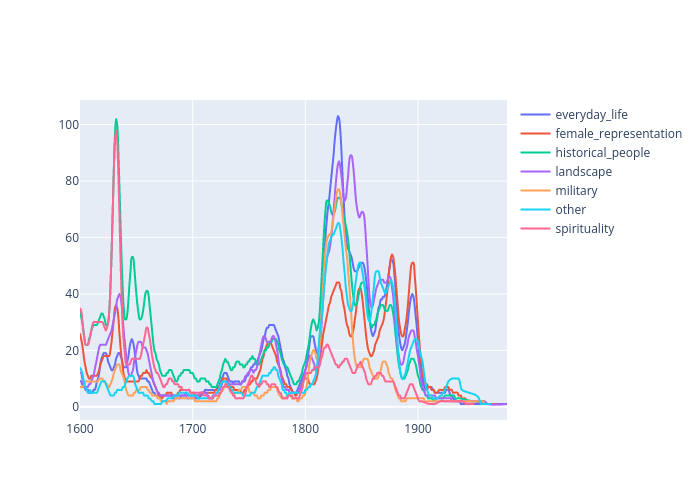 100
80
60
40
20
0
1600 1700 1800 1900
everyday_life
female_representation
historical_people
landscape
military
other
spirituality